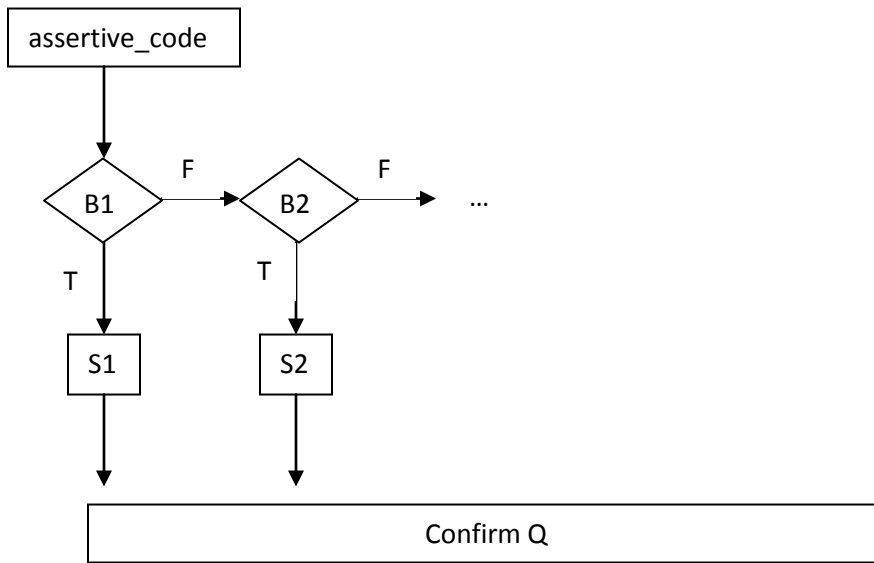 assertive_code
F
F
B1
B2
...
T
T
S1
S2
Confirm Q